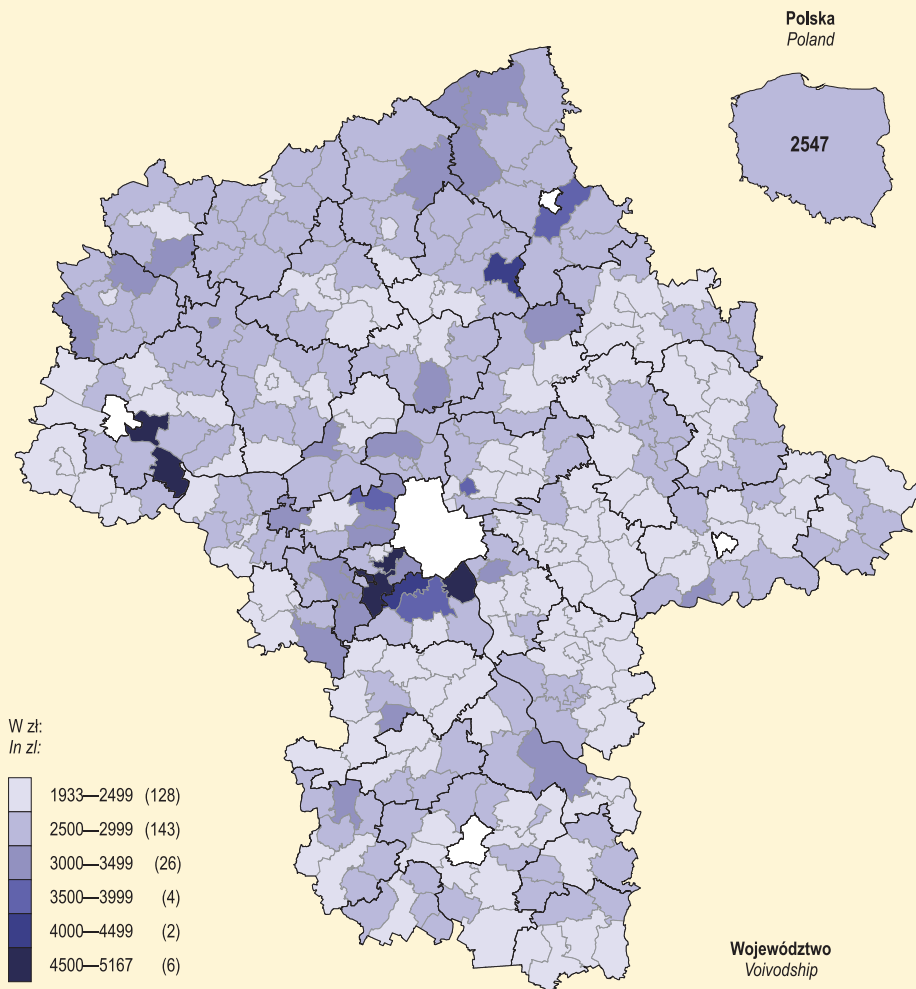 Polska
Poland
2547
W zł:
In zl:
1933—2499 (128)
2500—2999 (143)
3000—3499 (26)
3500—3999 (4)
4000—4499 (2)
4500—5167 (6)
Województwo
Voivodship